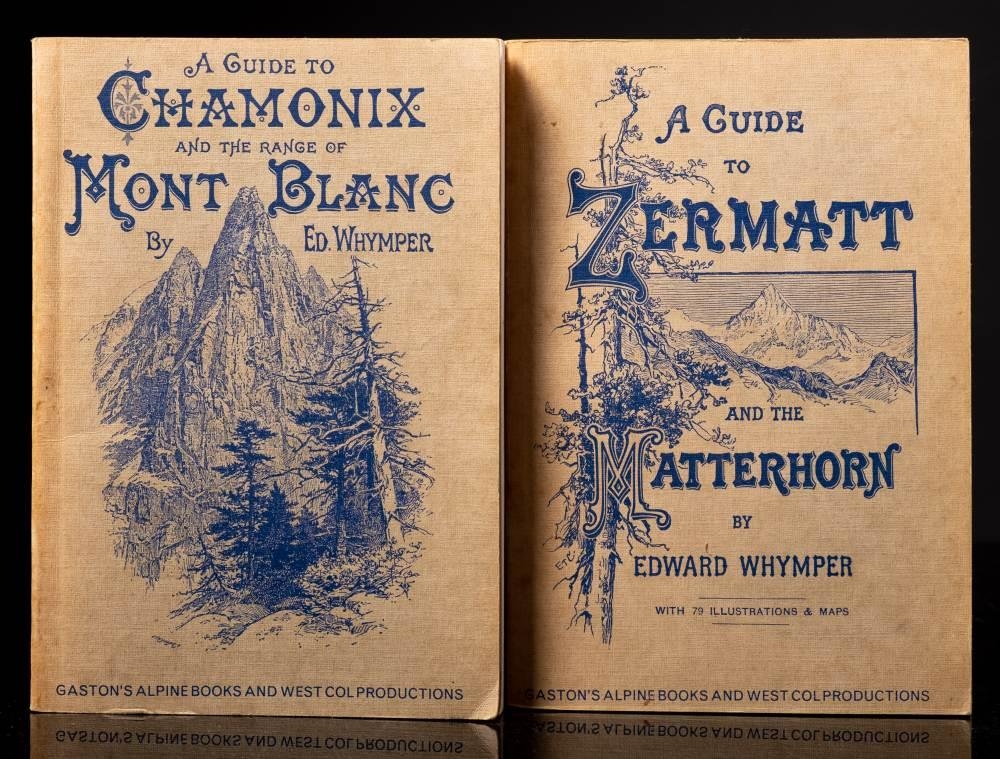 A GUIDE TO
CHAMONIX
AND THE RANGE OF
MONT BLANC
BY ED. WHYMPER
GASTON'S ALPINE BOOKS AND WEST COL PRODUCTIONS
A GUIDE
TO
ZERMATT
AND THE
MATTERHORN
BY
EDWARD WHYMPER
WITH 79 ILLUSTRATIONS & MAPS
GASTON'S ALPINE BOOKS AND WEST COL PRODUCTIONS